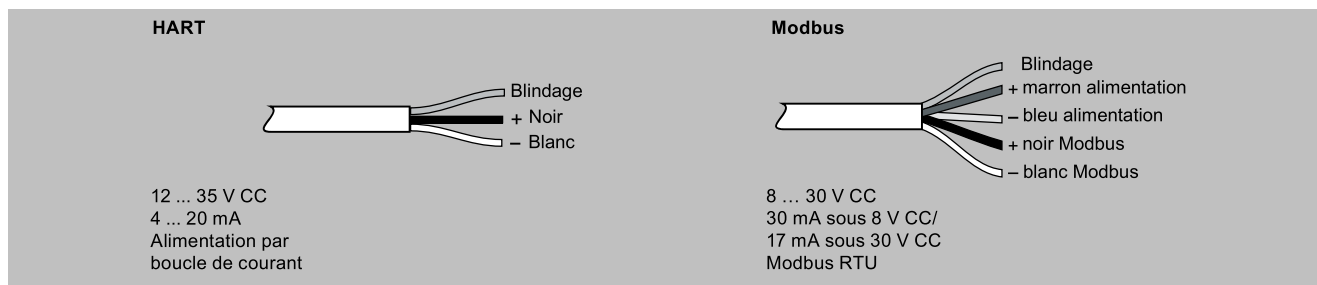 HART
Blindage
+ Noir
– Blanc
12 ... 35 V CC
4 ... 20 mA
Alimentation par
boucle de courant
Modbus
Blindage
+ marron alimentation
– bleu alimentation
+ noir Modbus
– blanc Modbus
8 … 30 V CC
30 mA sous 8 V CC/
17 mA sous 30 V CC
Modbus RTU